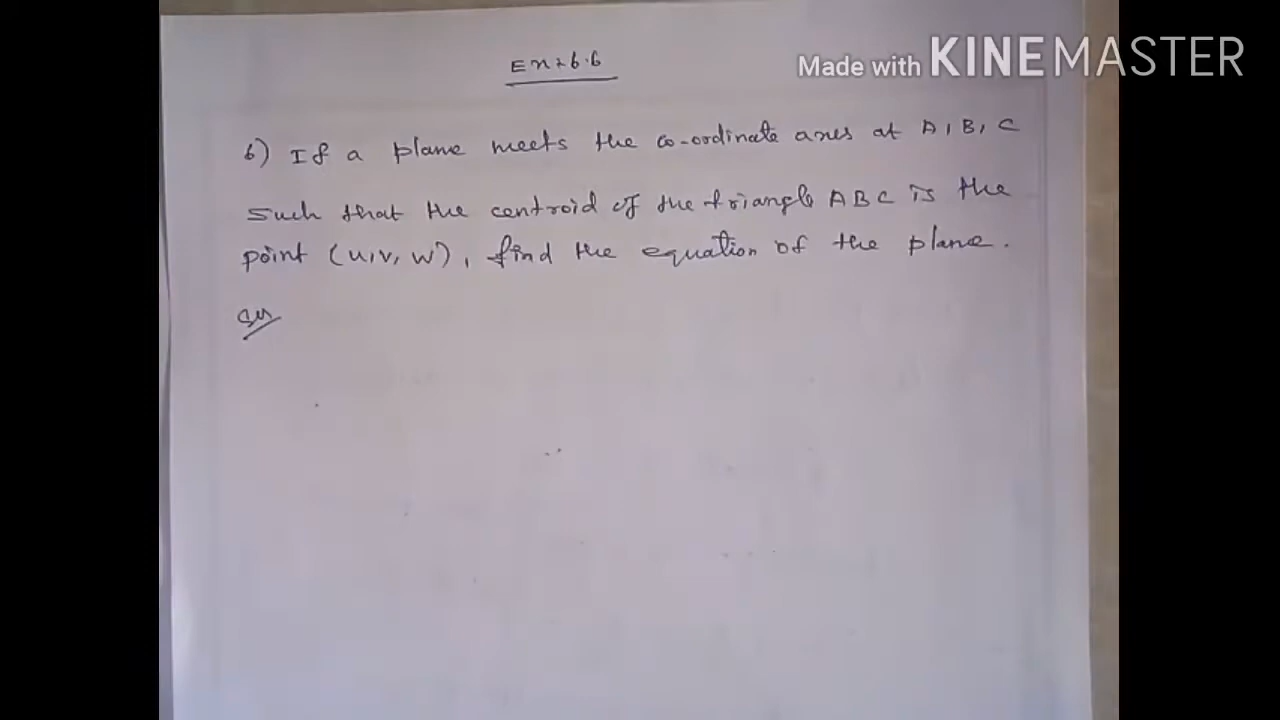 Made with KINEMASTER
Ex 6.6
6) If a plane meets the co-ordinate axes at A, B, C
such that the centroid of the triangle ABC is the
point (u, v, w), find the equation of the plane.
Sol